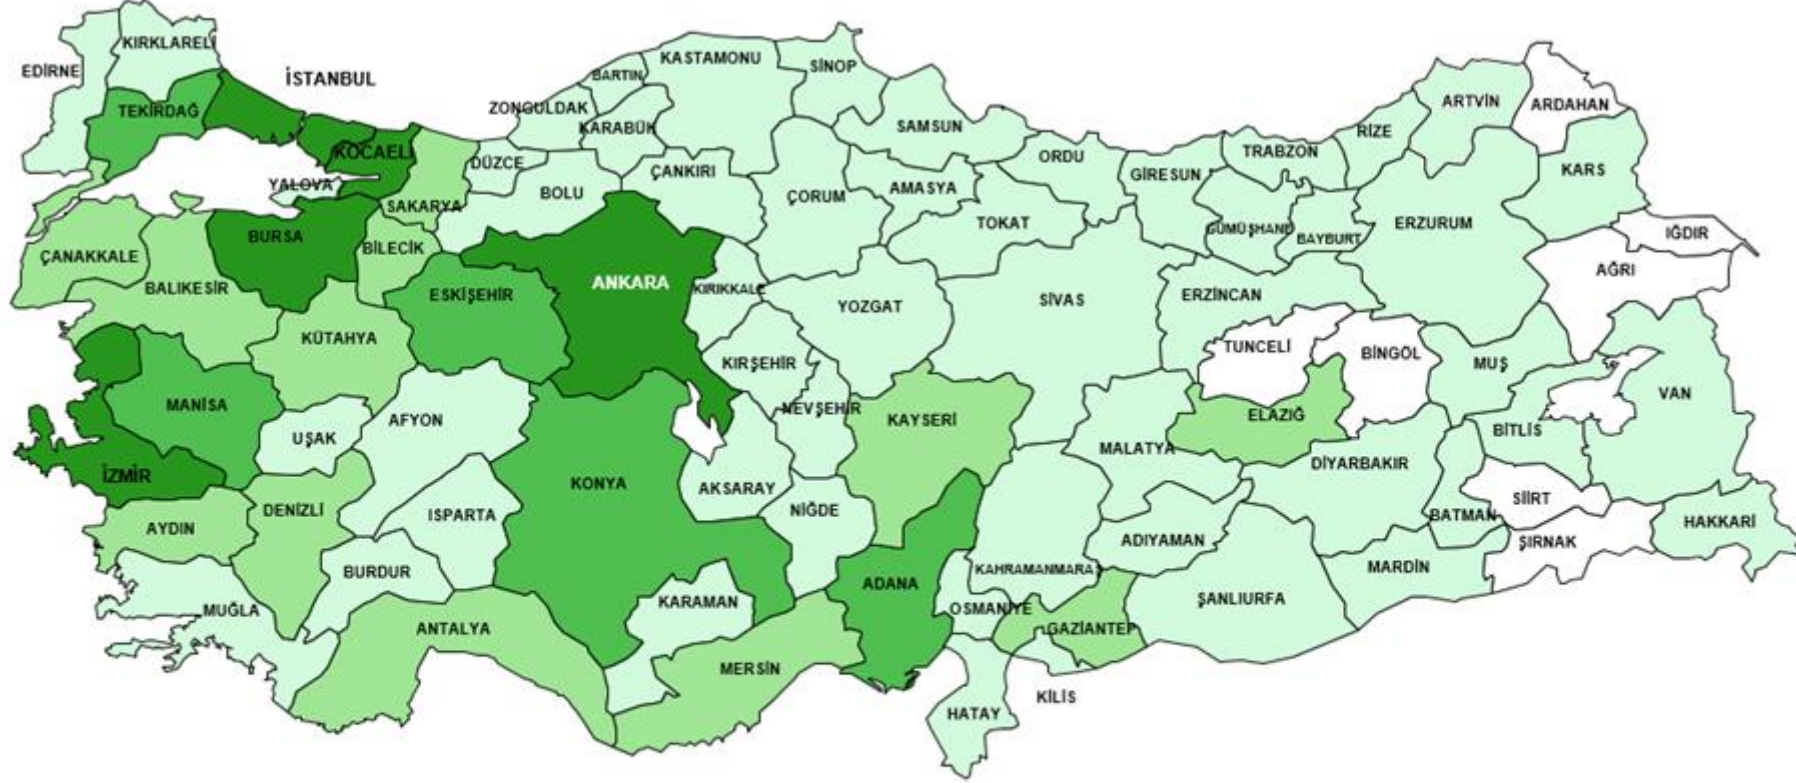 KIRKLARELİ
EDİRNE
İSTANBUL
TEKİRDAĞ
KOCAELİ
YALOVA
SAKARYA
DÜZCE
BOLU
ZONGULDAK
BARTIN
KARABÜK
KASTAMONU
SİNOP
ÇANKIRI
ÇORUM
SAMSUN
AMASYA
TOKAT
ORDU
GİRESUN
TRABZON
RİZE
ARTVİN
ARDAHAN
KARS
GÜMÜŞHANE
BAYBURT
ERZURUM
IĞDIR
AĞRI
ÇANAKKALE
BALIKESİR
BURSA
BİLECİK
ESKİŞEHİR
ANKARA
KIRIKKALE
YOZGAT
SİVAS
ERZİNCAN
TUNCELİ
BİNGÖL
MUŞ
VAN
KÜTAHYA
KIRŞEHİR
NEVŞEHİR
KAYSERİ
ELAZIĞ
BİTLİS
MANİSA
UŞAK
AFYON
MALATYA
DİYARBAKIR
İZMİR
KONYA
AKSARAY
NİĞDE
SİİRT
BATMAN
HAKKARİ
ŞIRNAK
AYDIN
DENİZLİ
ISPARTA
ADIYAMAN
MARDİN
BURDUR
KAHRAMANMARAŞ
ADANA
ŞANLIURFA
MUĞLA
KARAMAN
OSMANİYE
GAZİANTEP
ANTALYA
MERSİN
KİLİS
HATAY